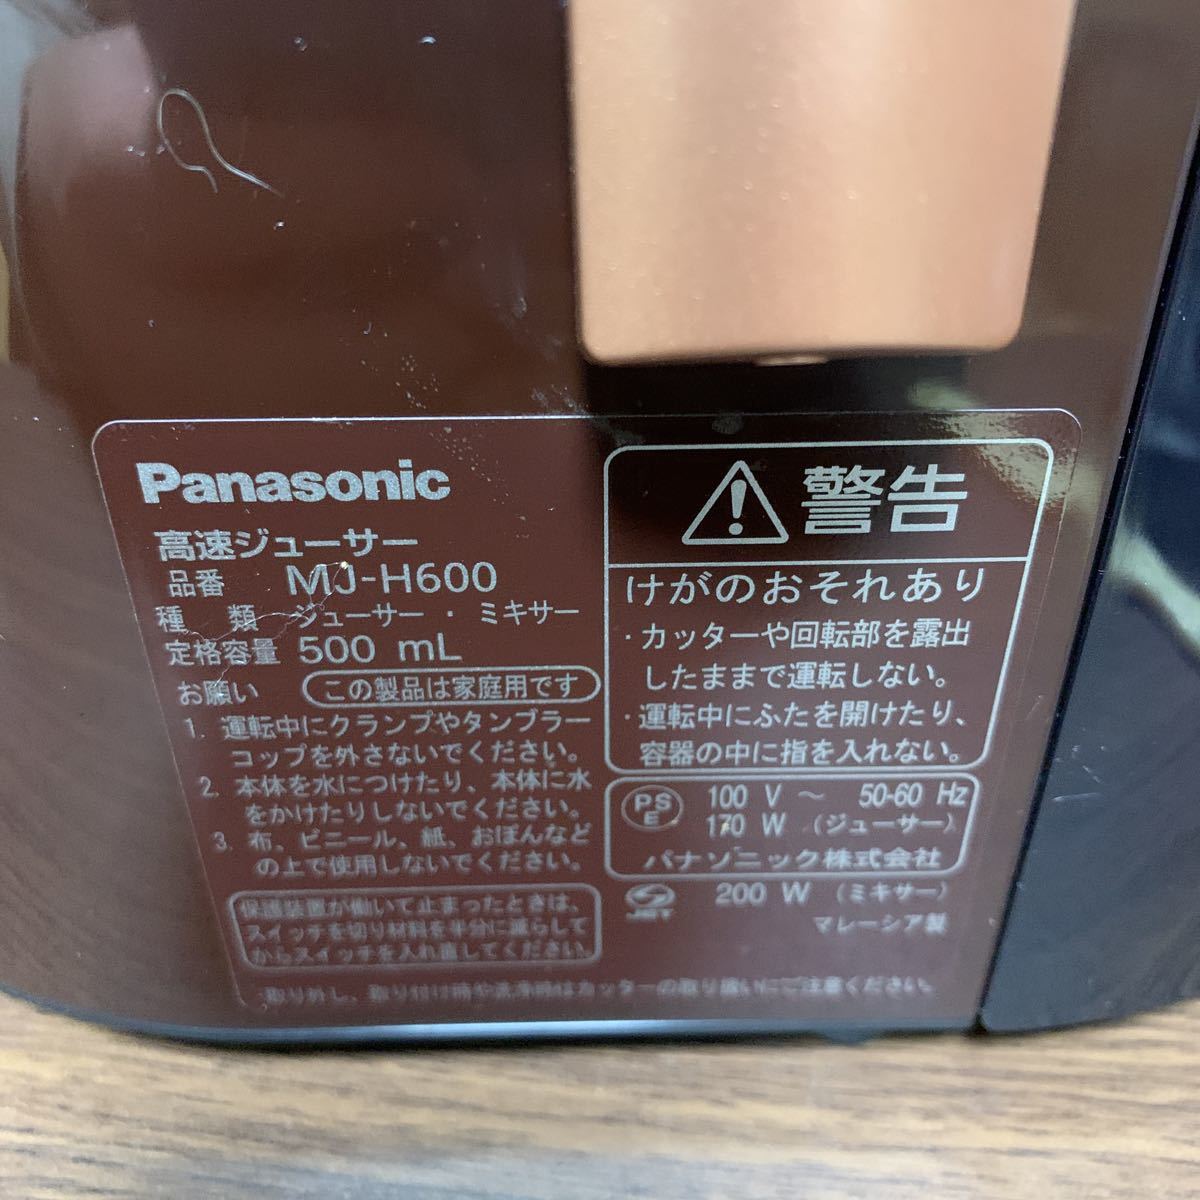 Panasonic
高速ジューサー
品番 MJ-H600
種類 ジューサー・ミキサー
定格容量 500 mL
お願い この製品は家庭用です
1. 運転中にクランプやタンブラー
コップを外さないでください。
2. 本体を水につけたり、本体に水
をかけたりしないでください。
3. 布、ビニール、紙、おぼんなど
の上で使用しないでください。
保護装置が働いて止まったときは、
スイッチを切り材料を半分に減らして
からスイッチを入れ直してください。
警告
けがのおそれあり
・カッターや回転部を露出
したままで運転しない。
・運転中にふたを開けたり、
容器の中に指を入れない。
PSE 100 V ～ 50-60 Hz
170 W (ジューサー)
パナソニック株式会社
JET 200 W (ミキサー)
マレーシア製
取り外し、取り付け時や洗浄時はカッターの取り扱いにご注意ください。